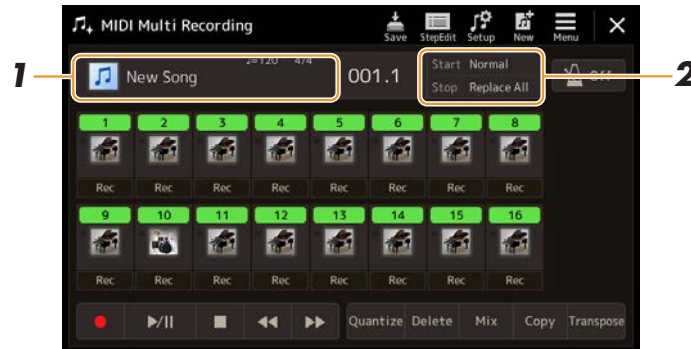 MIDI Multi Recording
Save StepEdit Setup New Menu
1
New Song
♩=120 4/4
001.1
Start Normal
Stop Replace All
Off
2
1 2 3 4 5 6 7 8
Rec Rec Rec Rec Rec Rec Rec Rec
9 10 11 12 13 14 15 16
Rec Rec Rec Rec Rec Rec Rec Rec
Quantize Delete Mix Copy Transpose